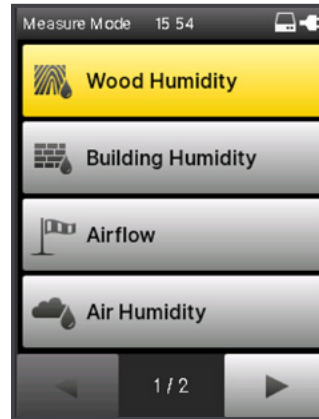 Measure Mode 15 54
Wood Humidity
Building Humidity
Airflow
Air Humidity
1 / 2